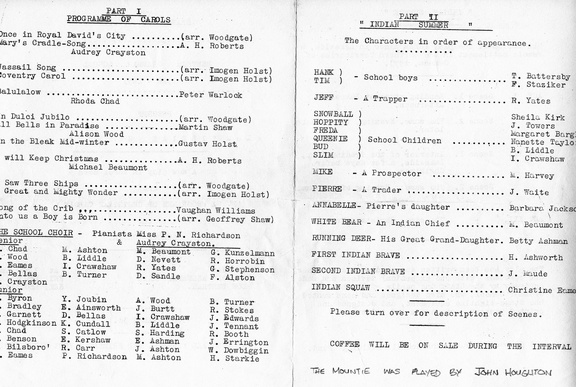 PART I
PROGRAMME OF CAROLS
Once in Royal David's City ......(arr. Woodgate)
Mary's Cradle-Song..............A. H. Roberts
Audrey Crayston
Wassail Song ....................(arr. Imogen Holst)
Coventry Carol ..................(arr. Imogen Holst)
Balulalow .......................Peter Warlock
Rhoda Chad
In Dulci Jubilo .................(arr. Woodgate)
All Bells in Paradise ...........Martin Shaw
Alison Wood
In the Bleak Mid-winter .........Gustav Holst
will Keep Christmas .............A. H. Roberts
Michael Beaumont
Saw Three Ships .................(arr. Woodgate)
Great and Mighty Wonder .........(arr. Imogen Holst)
Song of the Crib ................Vaughan Williams
Unto us a Boy is Born ...........(arr. Geoffrey Shaw)
THE SCHOOL CHOIR - Pianists Miss P. N. Richardson
Senior & Audrey Crayston.
Chad M. Ashton M. Beaumont G. Kunzelmann
Wood B. Liddle D. Nevett R. Horrobin
Eames I. Crawshaw R. Yates G. Stephenson
Bellas B. Turner D. Sandle F. Alston
Crayston
Byron Y. Joubin A. Wood B. Turner
Bradley E. Ainsworth J. Burtt R. Stokes
Garnett D. Bellas I. Crawshaw J. Edwards
Hodgkinson K. Cundall B. Liddle J. Tennant
Chad S. Catlow S. Harding R. Booth
Benson E. Kershaw E. Ashman J. Errington
Bilsboro' R. Carr J. Ashton W. Dowbiggin
Eames P. Richardson M. Ashton H. Starkie
PART II
" INDIAN SUMMER "
The Characters in order of appearance.
HANK )
TIM ) - School boys .............. T. Battersby
F. Staziker
JEFF - A Trapper ................. R. Yates
SNOWBALL ) Sheila Kirk
HOPPITY ) J. Towers
FREDA ) Margaret
QUEENIE ) School Children ..... Nanette Taylo
BUD ) B. Liddle
SLIM ) I. Crawshaw
MIKE - A Prospector .............. M. Harvey
PIERRE - A Trader ................ J. Waite
ANNABELLE- Pierre's daughter ..... Barbara Jackso
WHITE BEAR - An Indian Chief ..... M. Beaumont
RUNNING DEER- His Great Grand-Daughter. Betty Ashman
FIRST INDIAN BRAVE ............... H. Ashworth
SECOND INDIAN BRAVE .............. J. Maude
INDIAN SQUAW ..................... Christine Eame
Please turn over for description of Scenes.
COFFEE WILL BE ON SALE DURING THE INTERVAL
THE MOUNTIE WAS PLAYED BY JOHN HOUGHTON